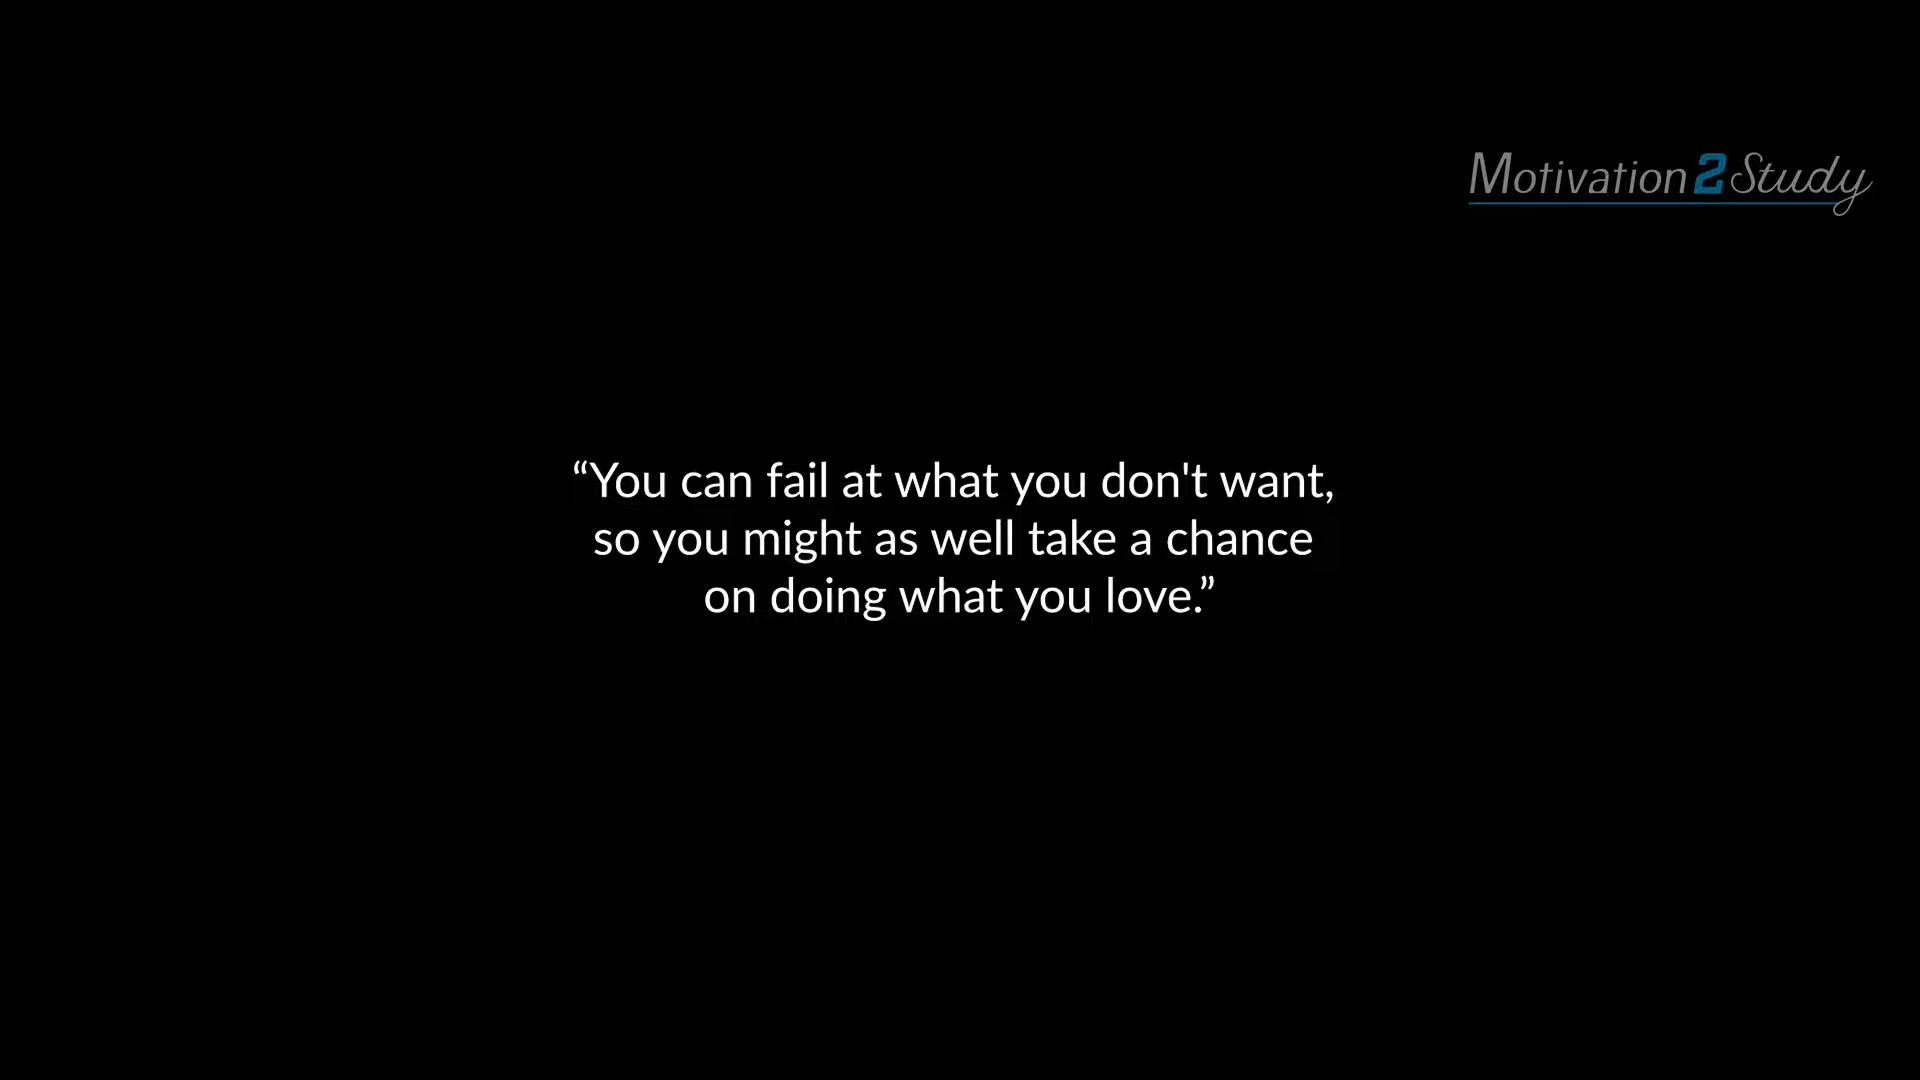 Motivation2Study
“You can fail at what you don't want,
so you might as well take a chance
on doing what you love.”